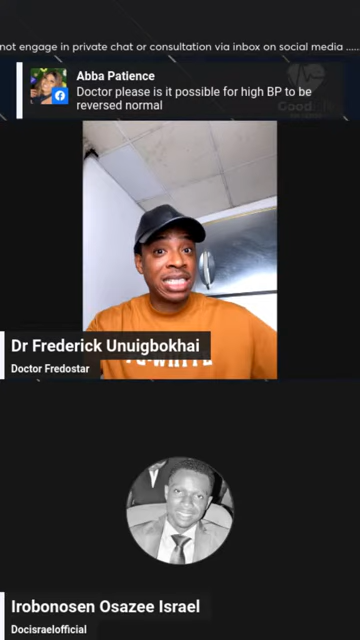 not engage in private chat or consultation via inbox on social media ......
Abba Patience
Doctor please is it possible for high BP to be
reversed normal
Dr Frederick Unuigbokhai
Doctor Fredostar
Irobonosen Osazee Israel
Docisraelofficial